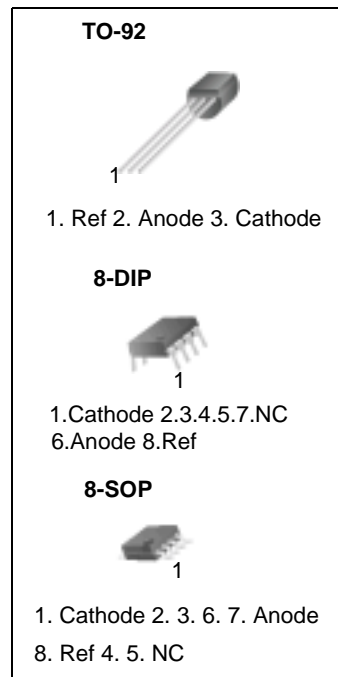 TO-92
1
1. Ref 2. Anode 3. Cathode
8-DIP
1
1.Cathode 2.3.4.5.7.NC
6.Anode 8.Ref
8-SOP
1
1. Cathode 2. 3. 6. 7. Anode
8. Ref 4. 5. NC